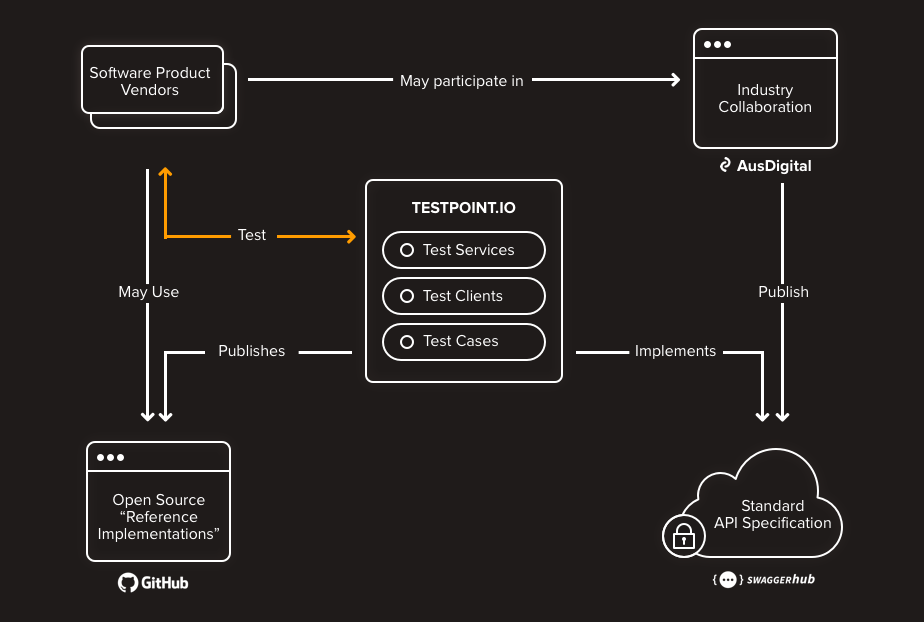 Software Product
Vendors
May participate in
Industry
Collaboration
AusDigital
TESTPOINT.IO
Test
Test Services
Test Clients
Test Cases
May Use
Publish
Publishes
Implements
Open Source
“Reference
Implementations”
GitHub
Standard
API Specification
{···} SWAGGERhub